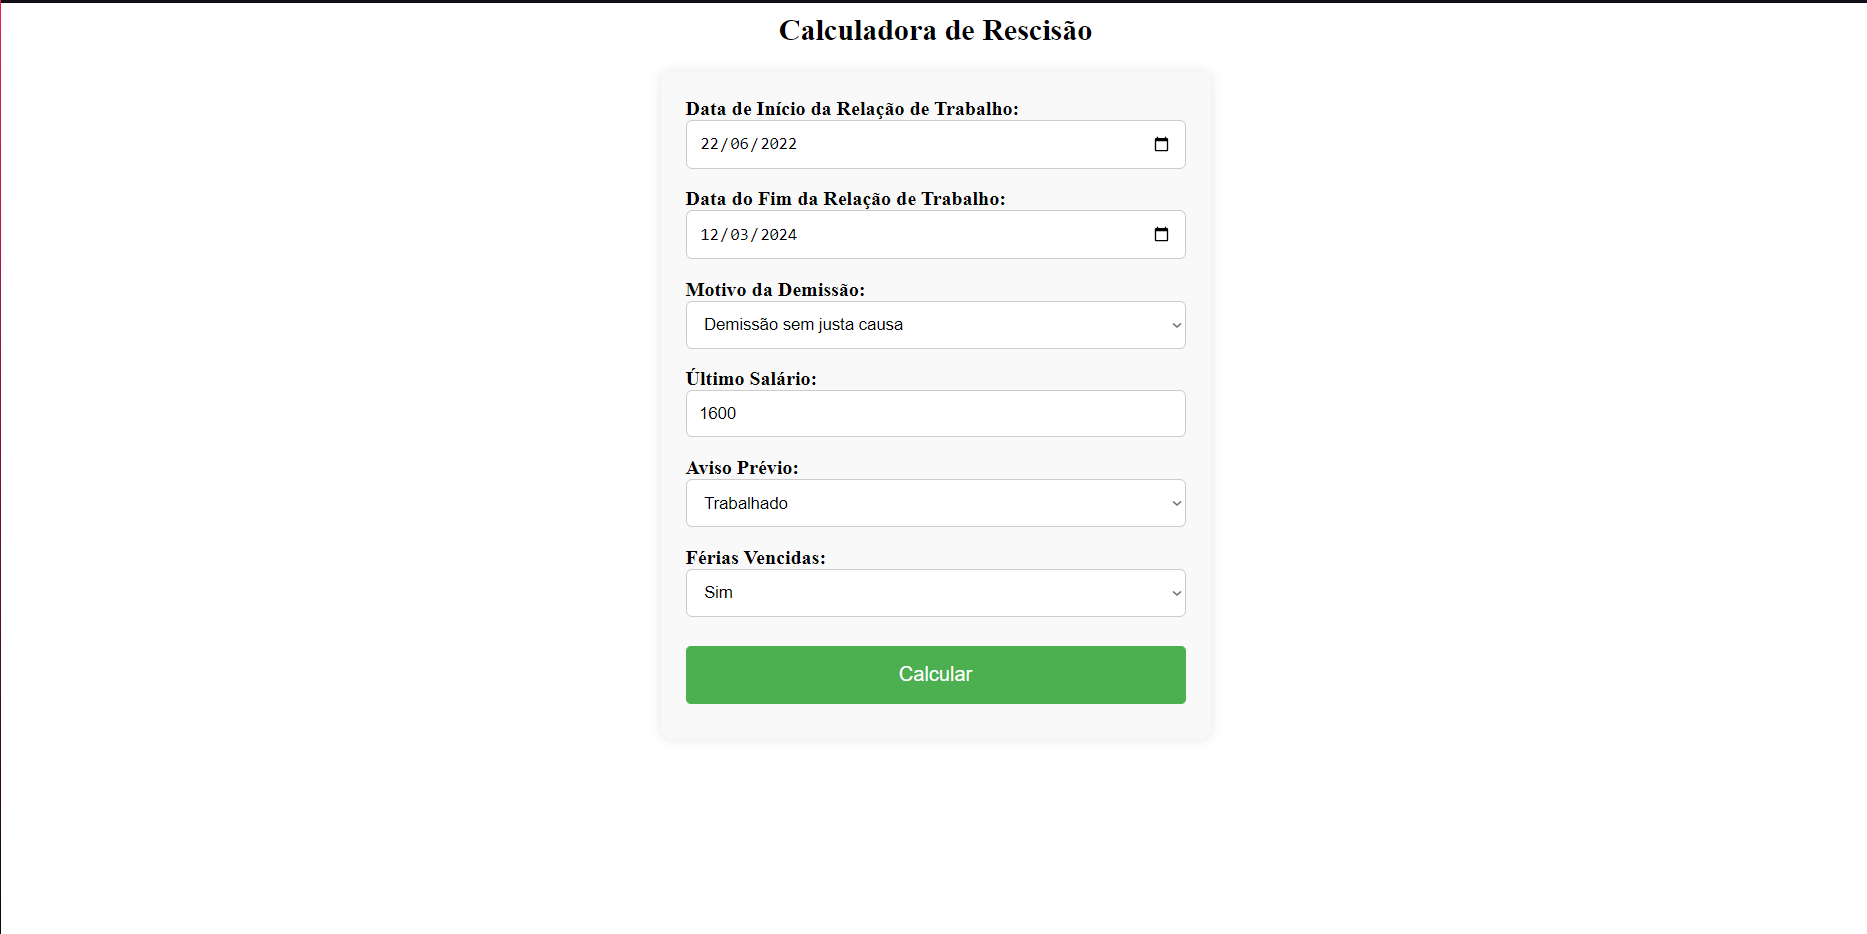 Calculadora de Rescisão
Data de Início da Relação de Trabalho:
22/06/2022
Data do Fim da Relação de Trabalho:
12/03/2024
Motivo da Demissão:
Demissão sem justa causa
Último Salário:
1600
Aviso Prévio:
Trabalhado
Férias Vencidas:
Sim
Calcular